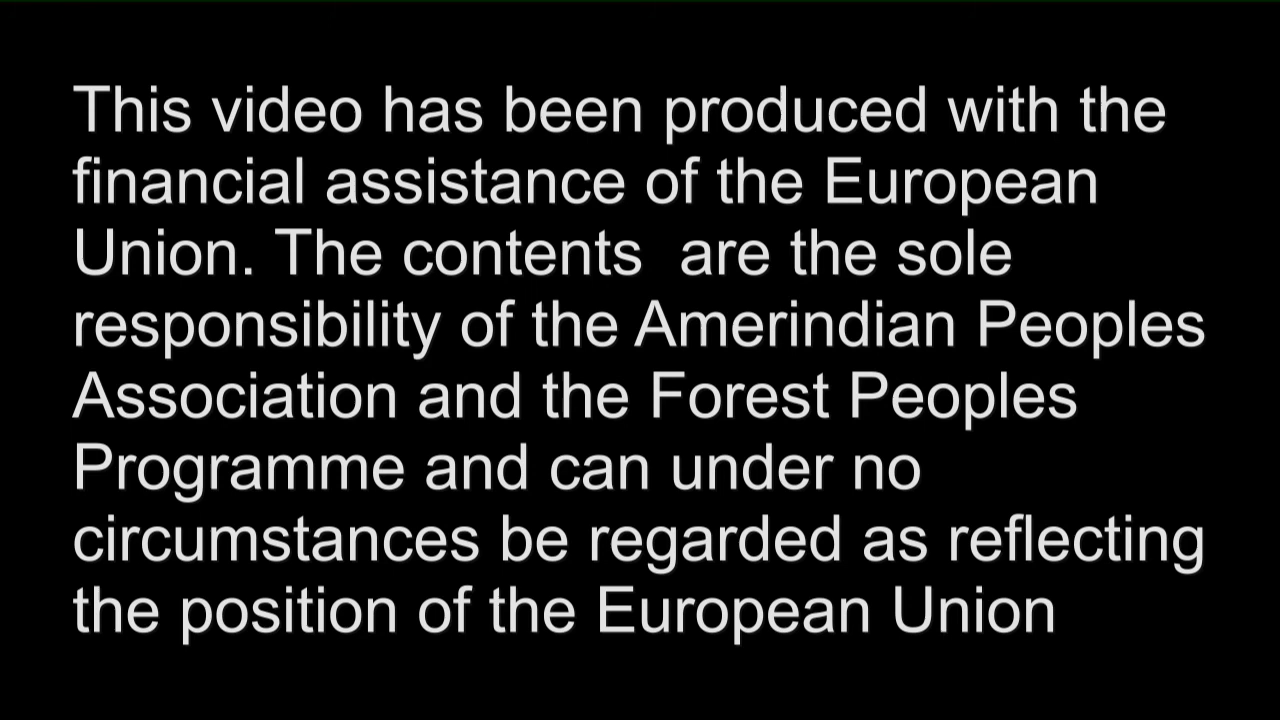 This video has been produced with the
financial assistance of the European
Union. The contents  are the sole
responsibility of the Amerindian Peoples
Association and the Forest Peoples
Programme and can under no
circumstances be regarded as reflecting
the position of the European Union